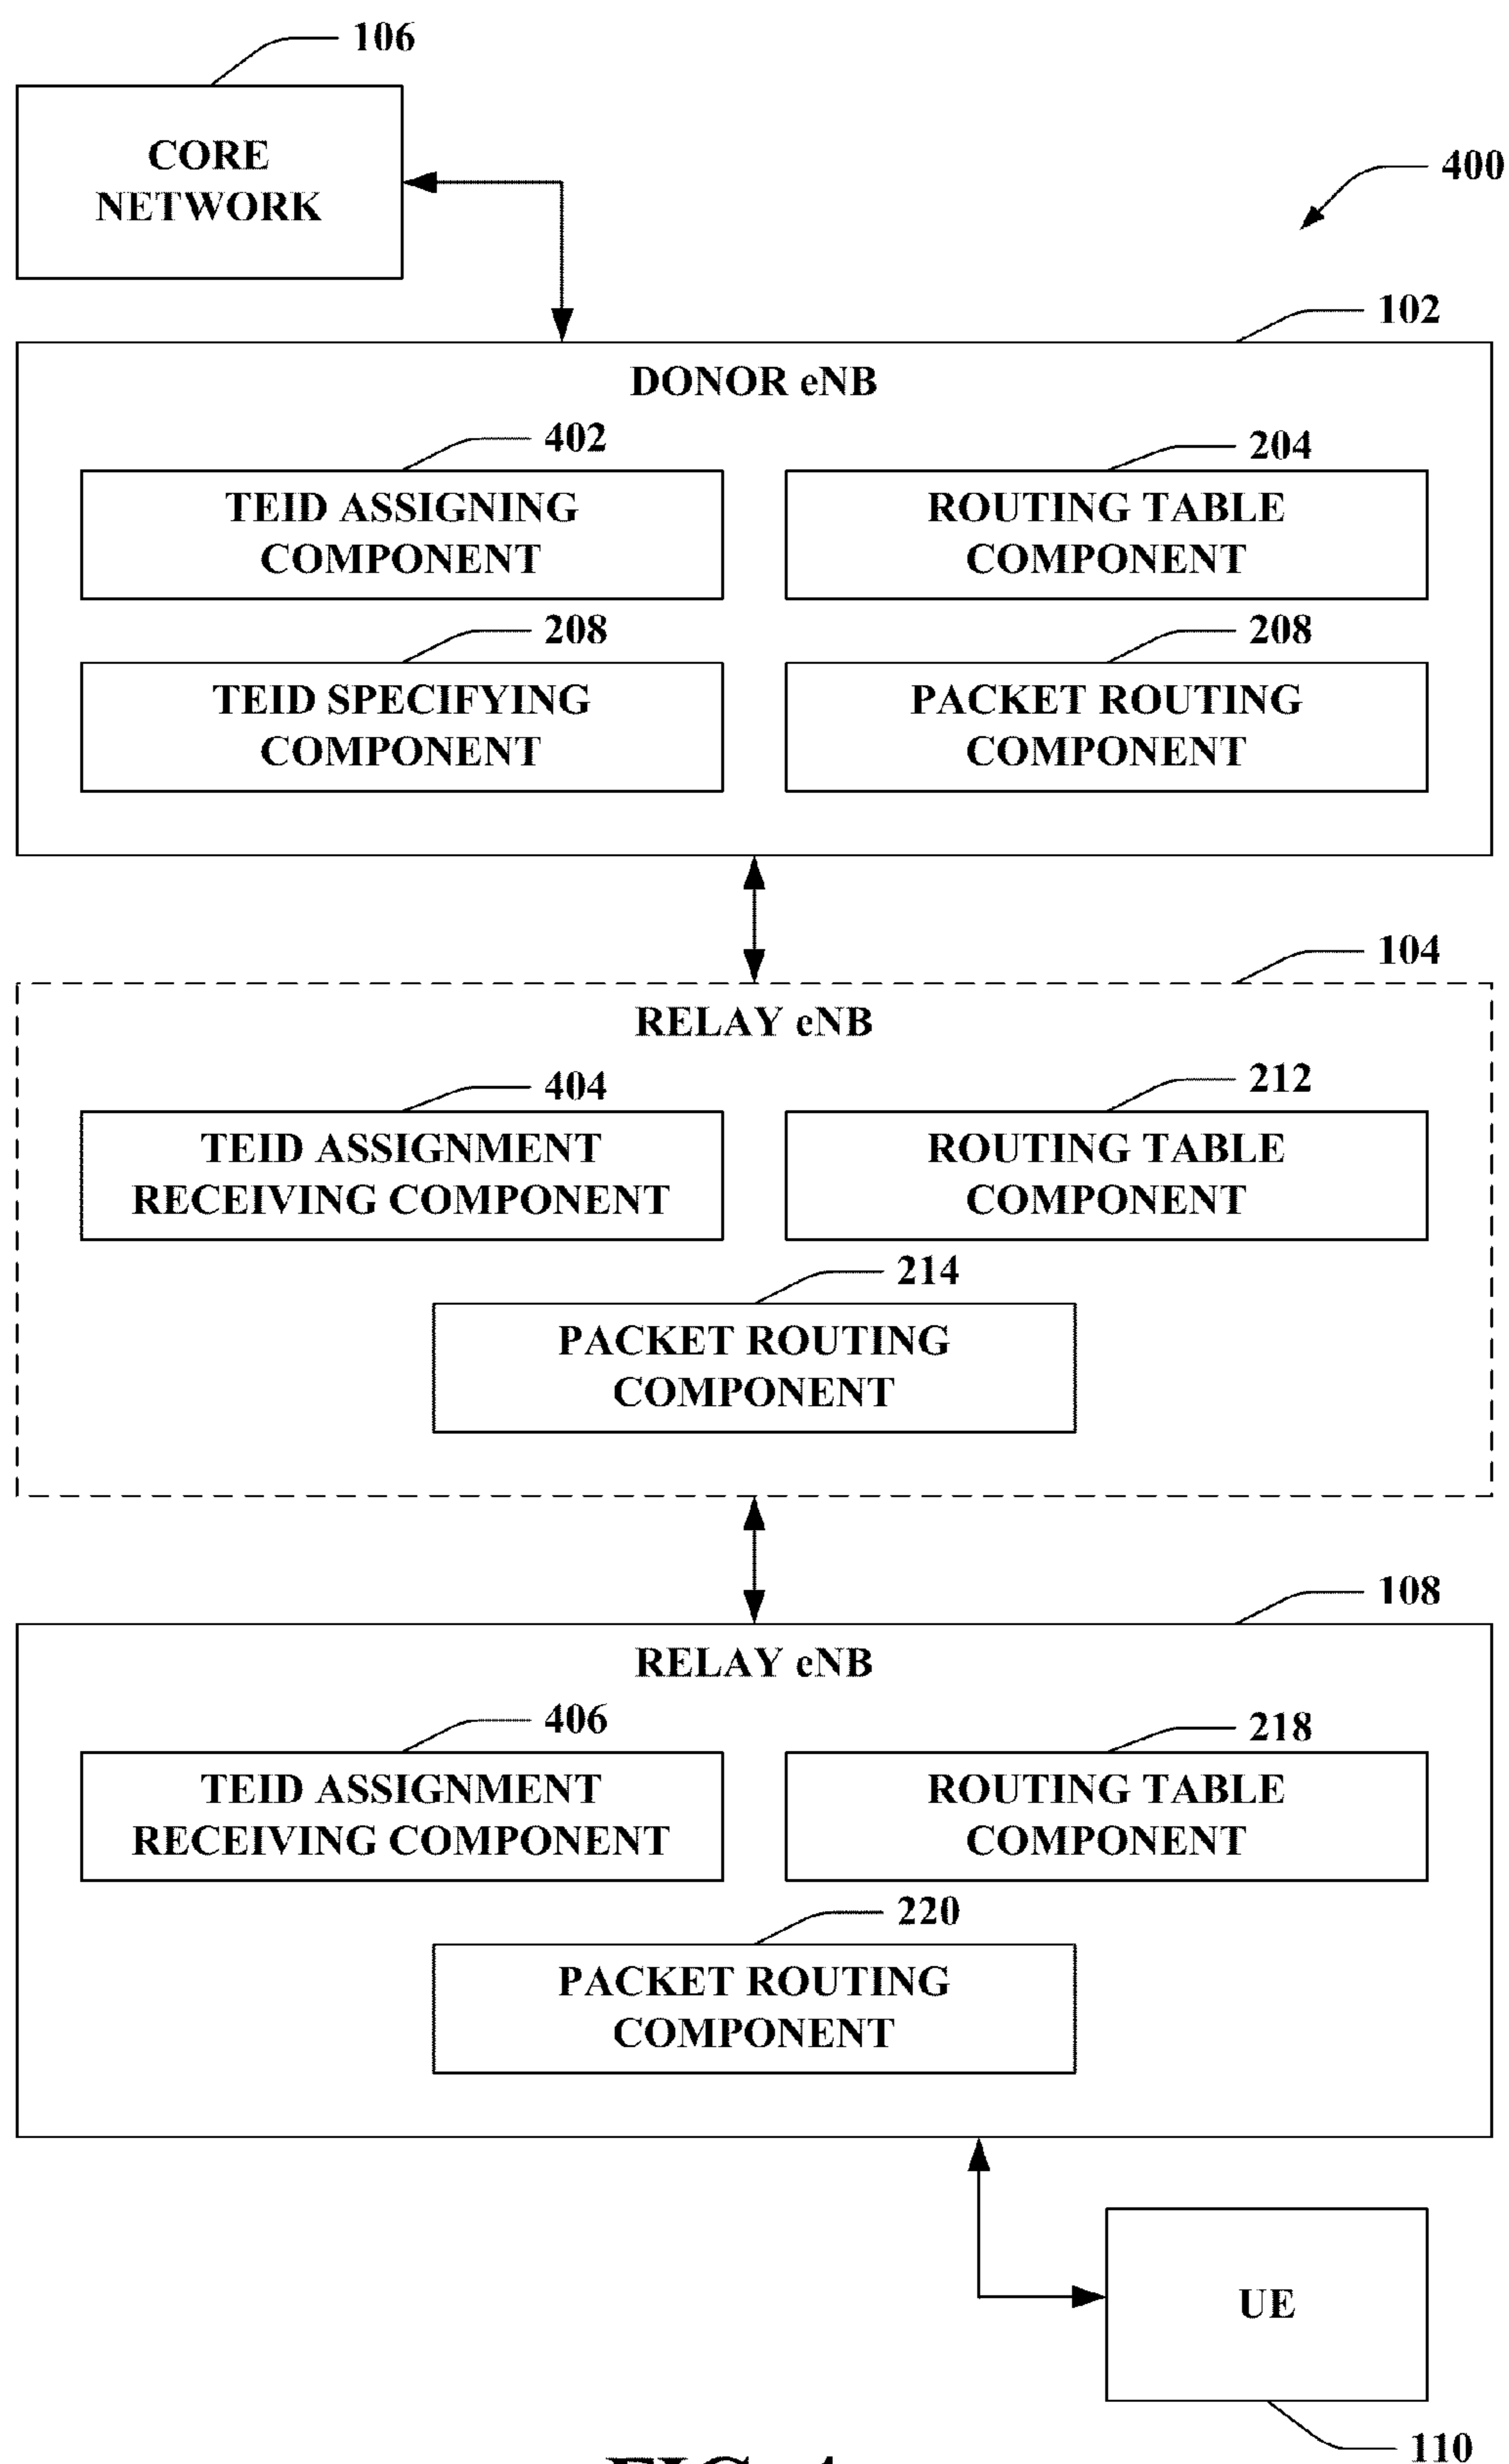 106
CORE
NETWORK
400
102
DONOR eNB
402
204
TEID ASSIGNING
COMPONENT
ROUTING TABLE
COMPONENT
208
208
TEID SPECIFYING
COMPONENT
PACKET ROUTING
COMPONENT
104
RELAY eNB
404
212
TEID ASSIGNMENT
RECEIVING COMPONENT
ROUTING TABLE
COMPONENT
214
PACKET ROUTING
COMPONENT
108
RELAY eNB
406
218
TEID ASSIGNMENT
RECEIVING COMPONENT
ROUTING TABLE
COMPONENT
220
PACKET ROUTING
COMPONENT
UE
110